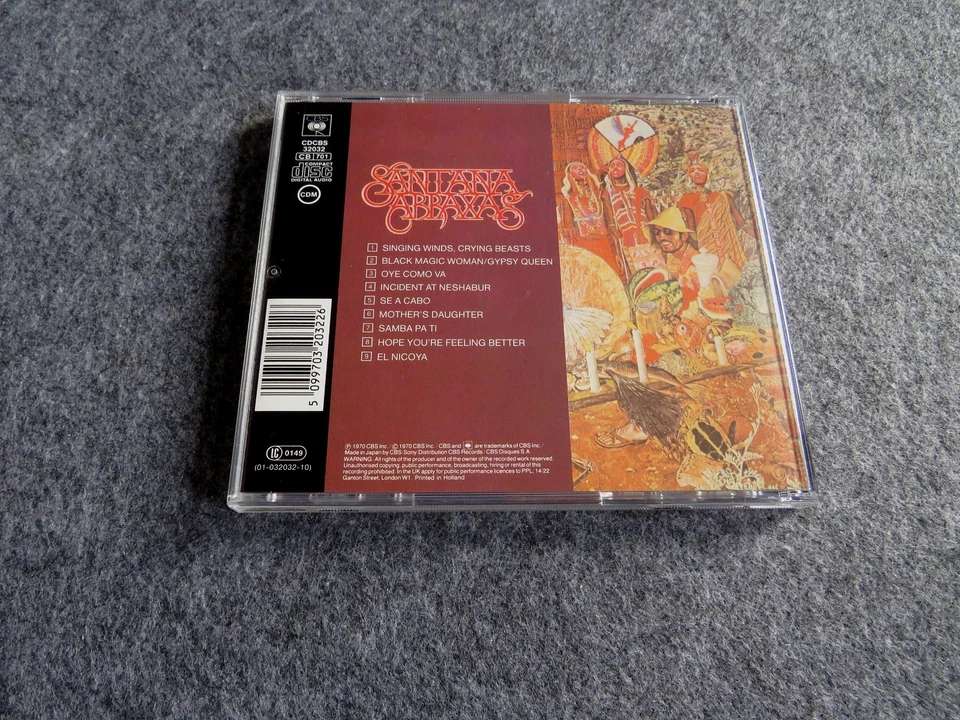 CBS
CDCBS
32032
CB 701
COMPACT
disc
DIGITAL AUDIO
CDM
SANTANA
ABRAXAS
1 SINGING WINDS, CRYING BEASTS
2 BLACK MAGIC WOMAN/GYPSY QUEEN
3 OYE COMO VA
4 INCIDENT AT NESHABUR
5 SE A CABO
6 MOTHER'S DAUGHTER
7 SAMBA PA TI
8 HOPE YOU'RE FEELING BETTER
9 EL NICOYA
5 099703 203226
LC 0149
(01-032032-10)
℗ 1970 CBS Inc. / © 1970 CBS Inc. / CBS and are trademarks of CBS Inc. /
Made in Japan by CBS/Sony Distribution CBS Records / CBS Disques S.A.
WARNING: All rights of the producer and of the owner of the recorded work reserved.
Unauthorised copying, public performance, broadcasting, hiring or rental of this
recording prohibited. In the UK apply for public performance licences to PPL, 14-22
Ganton Street, London W1. Printed in Holland